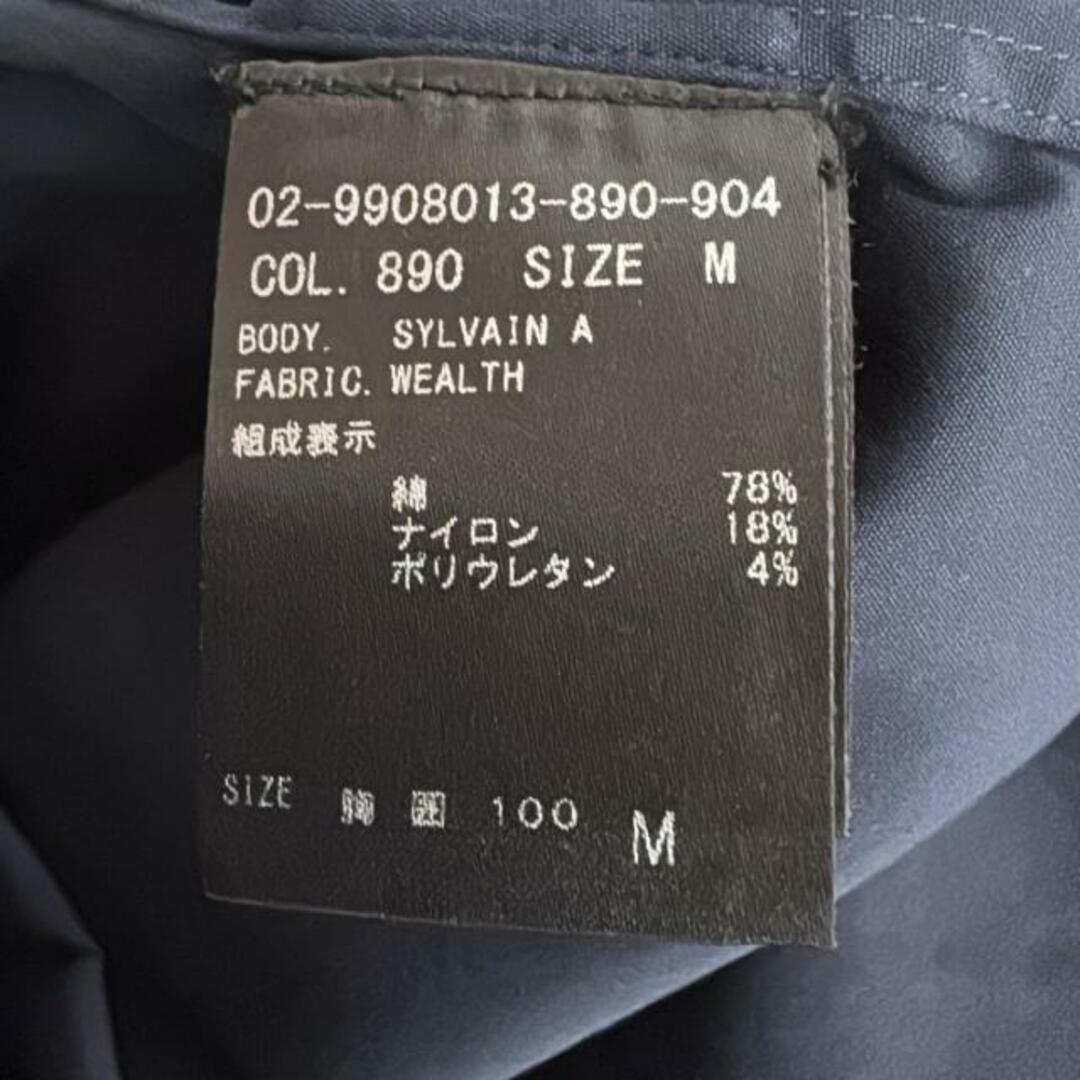 02-9908013-890-904
COL. 890 SIZE M
BODY. SYLVAIN A
FABRIC. WEALTH
組成表示
綿 78%
ナイロン 18%
ポリウレタン 4%
SIZE 胸囲 100 M